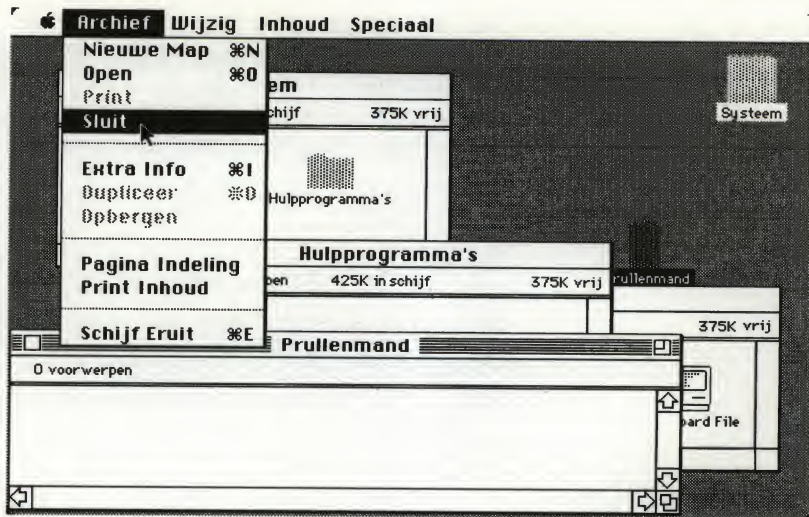 Archief Wijzig Inhoud Speciaal
Nieuwe Map ⌘N
Open ⌘O
Print
Sluit
Extra Info ⌘I
Dupliceer ⌘D
Opbergen
Pagina Indeling
Print Inhoud
Schijf Eruit ⌘E
em
chijf 375K vrij
Systeem
Hulpprogramma's
Hulpprogramma's
pen 425K in schijf 375K vrij
rullenmand
375K vrij
Prullenmand
0 voorwerpen
oard File